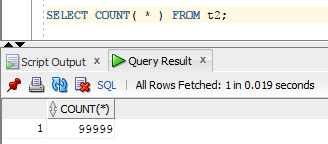 SELECT COUNT( * ) FROM t2;
Script Output x Query Result x
SQL | All Rows Fetched: 1 in 0.019 seconds
COUNT(*)
1 99999